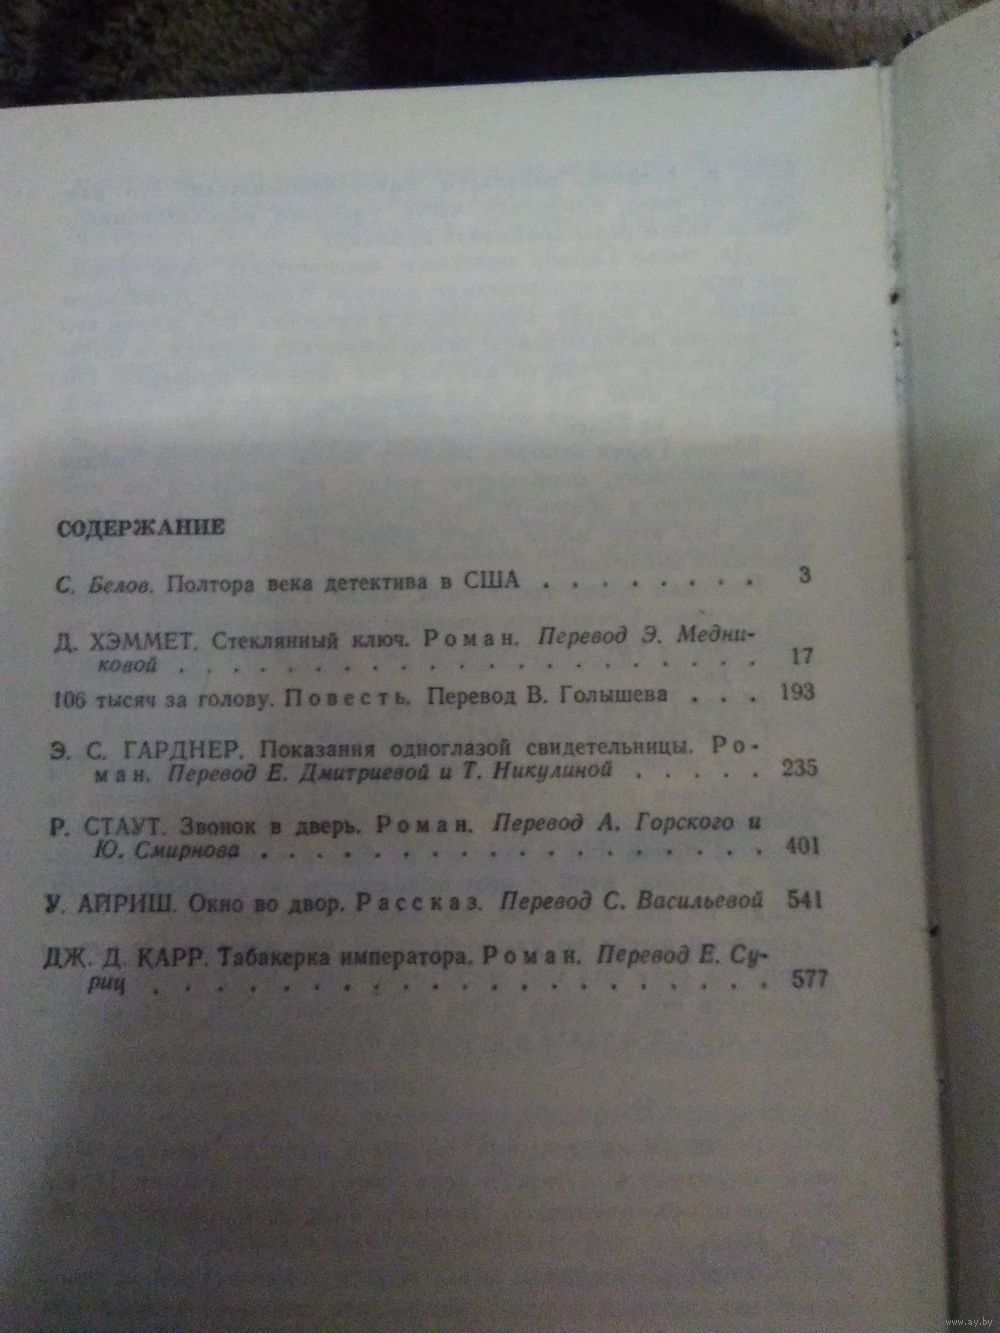 СОДЕРЖАНИЕ
С. Белов. Полтора века детектива в США . . . . . . . . 3
Д. ХЭММЕТ. Стеклянный ключ. Роман. Перевод Э. Медни-
ковой . . . . . . . . . . . . . . . . . . . 17
106 тысяч за голову. Повесть. Перевод В. Голышева . . . 193
Э. С. ГАРДНЕР. Показания одноглазой свидетельницы. Ро-
ман. Перевод Е. Дмитриевой и Т. Никулиной . . . . . 235
Р. СТАУТ. Звонок в дверь. Роман. Перевод А. Горского и
Ю. Смирнова . . . . . . . . . . . . . . . . . 401
У. АЙРИШ. Окно во двор. Рассказ. Перевод С. Васильевой 541
ДЖ. Д. КАРР. Табакерка императора. Роман. Перевод Е. Су-
риц . . . . . . . . . . . . . . . . . . . . 577
www.ay.by